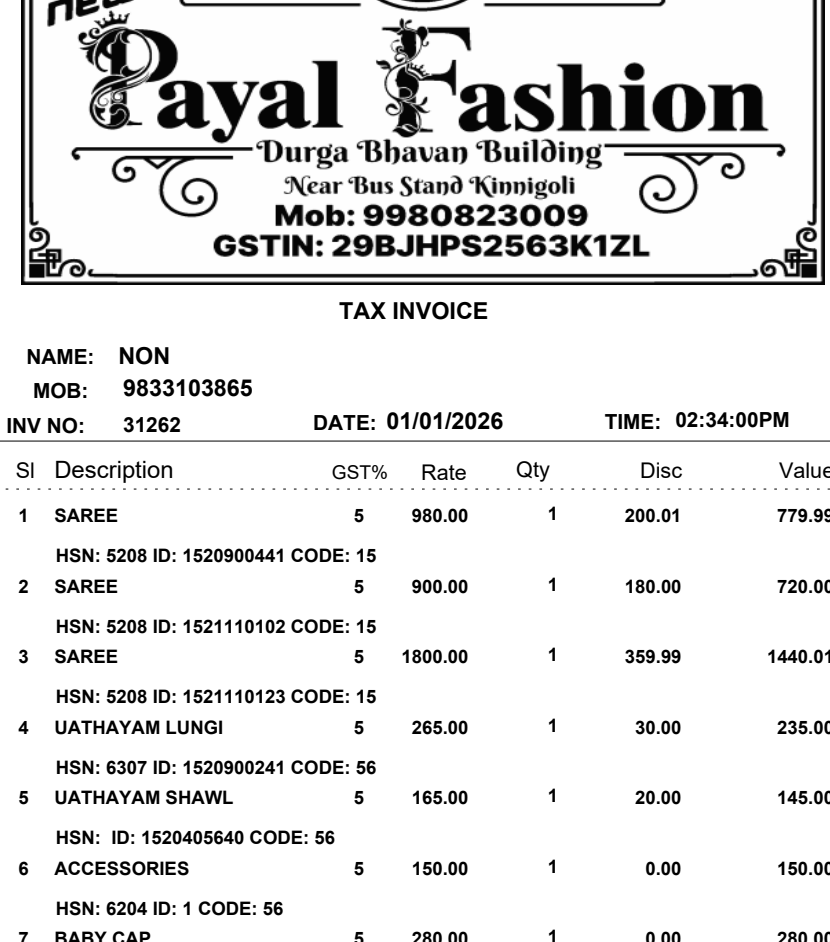 new
Payal Fashion
Durga Bhavan Building
Near Bus Stand Kinnigoli
Mob: 9980823009
GSTIN: 29BJHPS2563K1ZL
TAX INVOICE
NAME: NON
MOB: 9833103865
INV NO: 31262 DATE: 01/01/2026 TIME: 02:34:00PM
Sl Description GST% Rate Qty Disc Value
1 SAREE 5 980.00 1 200.01 779.99
HSN: 5208 ID: 1520900441 CODE: 15
2 SAREE 5 900.00 1 180.00 720.00
HSN: 5208 ID: 1521110102 CODE: 15
3 SAREE 5 1800.00 1 359.99 1440.01
HSN: 5208 ID: 1521110123 CODE: 15
4 UATHAYAM LUNGI 5 265.00 1 30.00 235.00
HSN: 6307 ID: 1520900241 CODE: 56
5 UATHAYAM SHAWL 5 165.00 1 20.00 145.00
HSN: ID: 1520405640 CODE: 56
6 ACCESSORIES 5 150.00 1 0.00 150.00
HSN: 6204 ID: 1 CODE: 56
7 BABY CAP 5 280.00 1 0.00 280.00